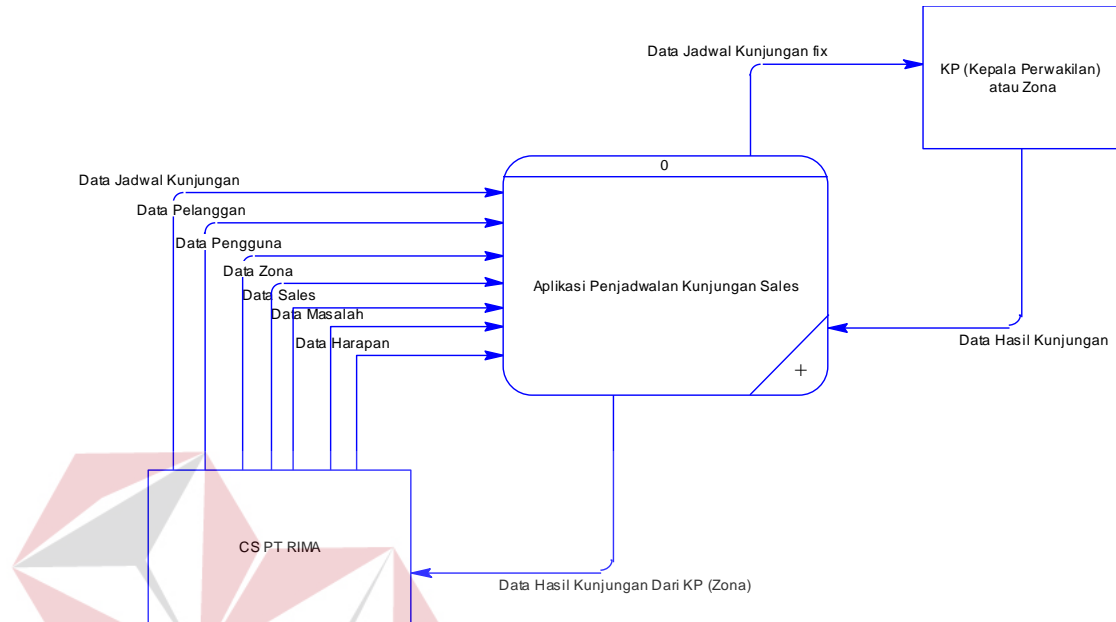 Data Jadwal Kunjungan fix
KP (Kepala Perwakilan)
atau Zona
0
Data Jadwal Kunjungan
Data Pelanggan
Data Pengguna
Data Zona
Data Sales
Data Masalah
Data Harapan
Aplikasi Penjadwalan Kunjungan Sales
+
Data Hasil Kunjungan
CS PT RIMA
Data Hasil Kunjungan Dari KP (Zona)